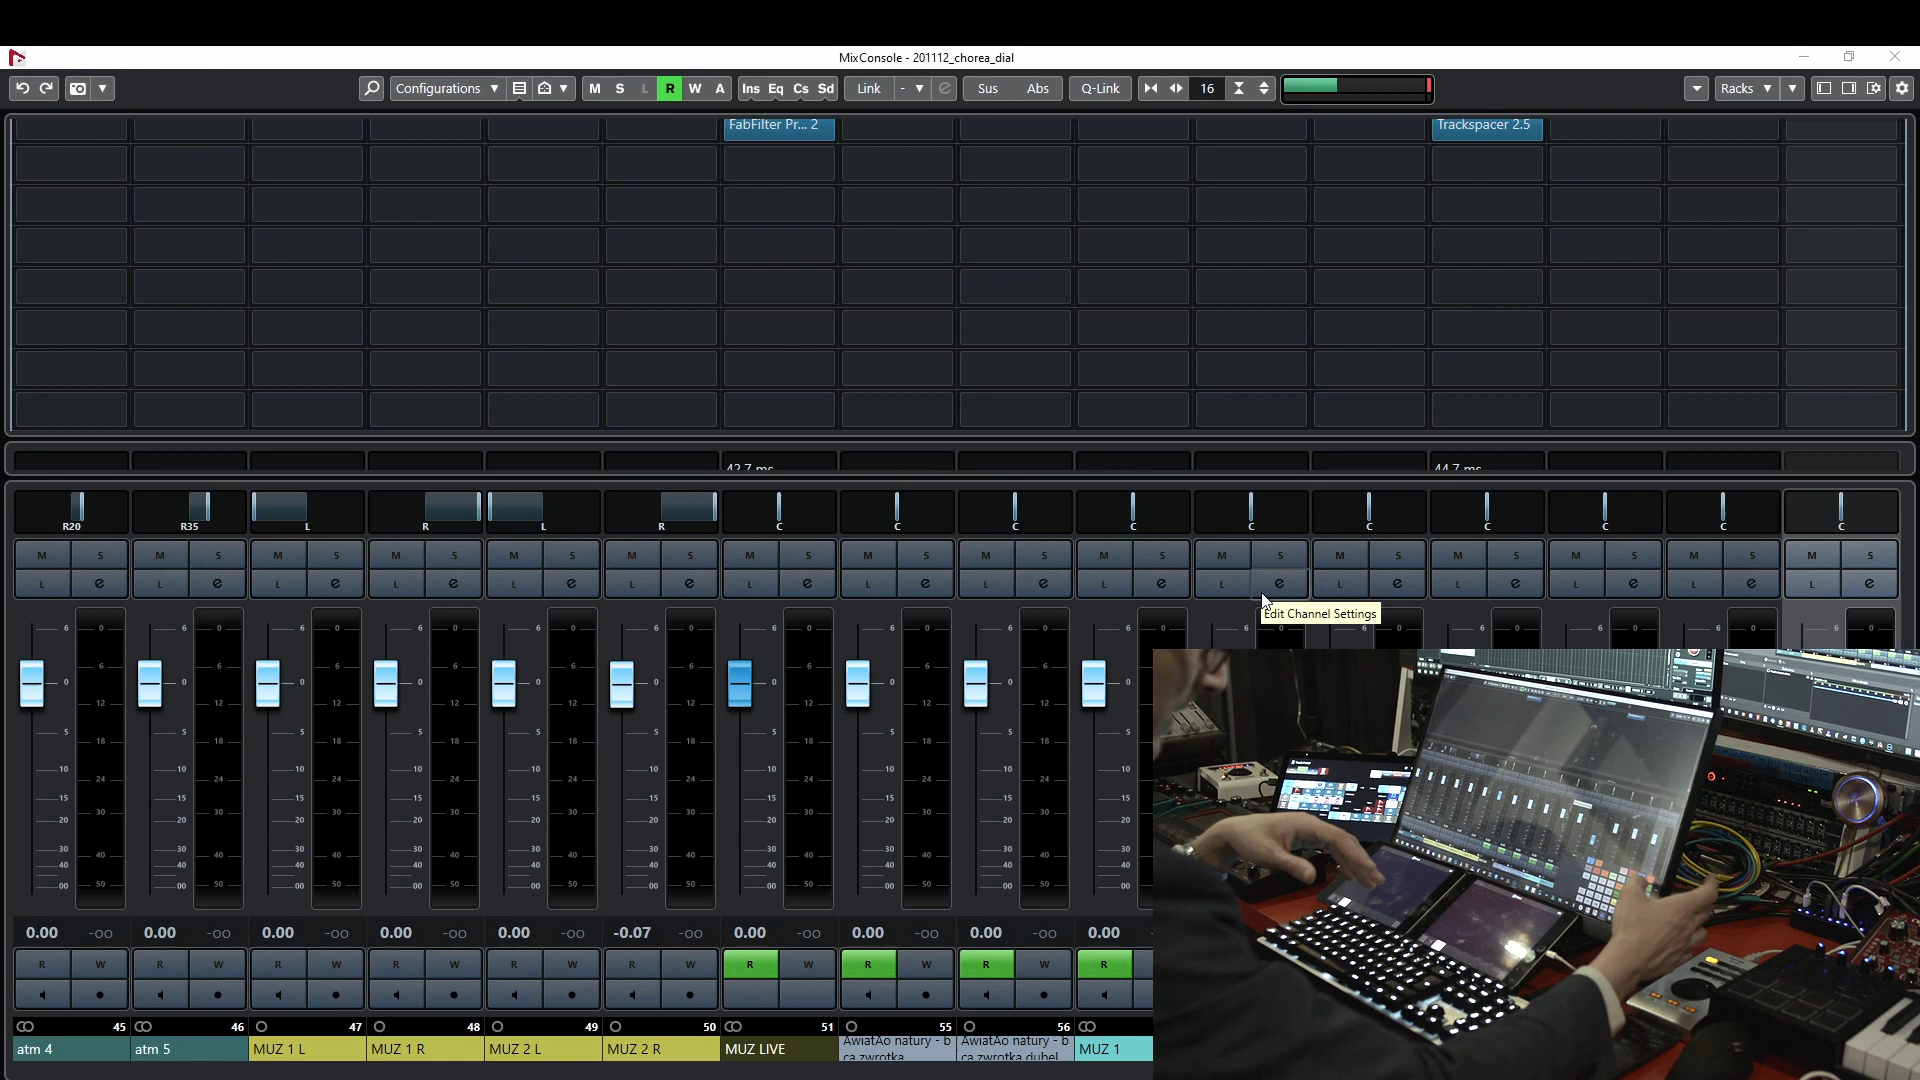 MixConsole - 201112_chorea_dial
Configurations M S L R W A Ins Eq Cs Sd Link - e Sus Abs Q-Link 16 Racks
FabFilter Pr... 2 Trackspacer 2.5
42.7 ms 44.7 ms
R20 R35 L R L R C C C C C C C C C C
M S M S M S M S M S M S M S M S M S M S M S M S M S M S M S M S
L e L e L e L e L e L e L e L e L e L e L e L e L e L e L e L e
Edit Channel Settings
0.00 -oo 0.00 -oo 0.00 -oo 0.00 -oo 0.00 -oo -0.07 -oo 0.00 -oo 0.00 -oo 0.00 -oo 0.00
R W R W R W R W R W R W R W R W R W R
45 46 47 48 49 50 51 55 56
atm 4 atm 5 MUZ 1 L MUZ 1 R MUZ 2 L MUZ 2 R MUZ LIVE AwiatAo natury - b AwiatAo natury - b MUZ 1
ca zwrotka ca zwrotka dubel